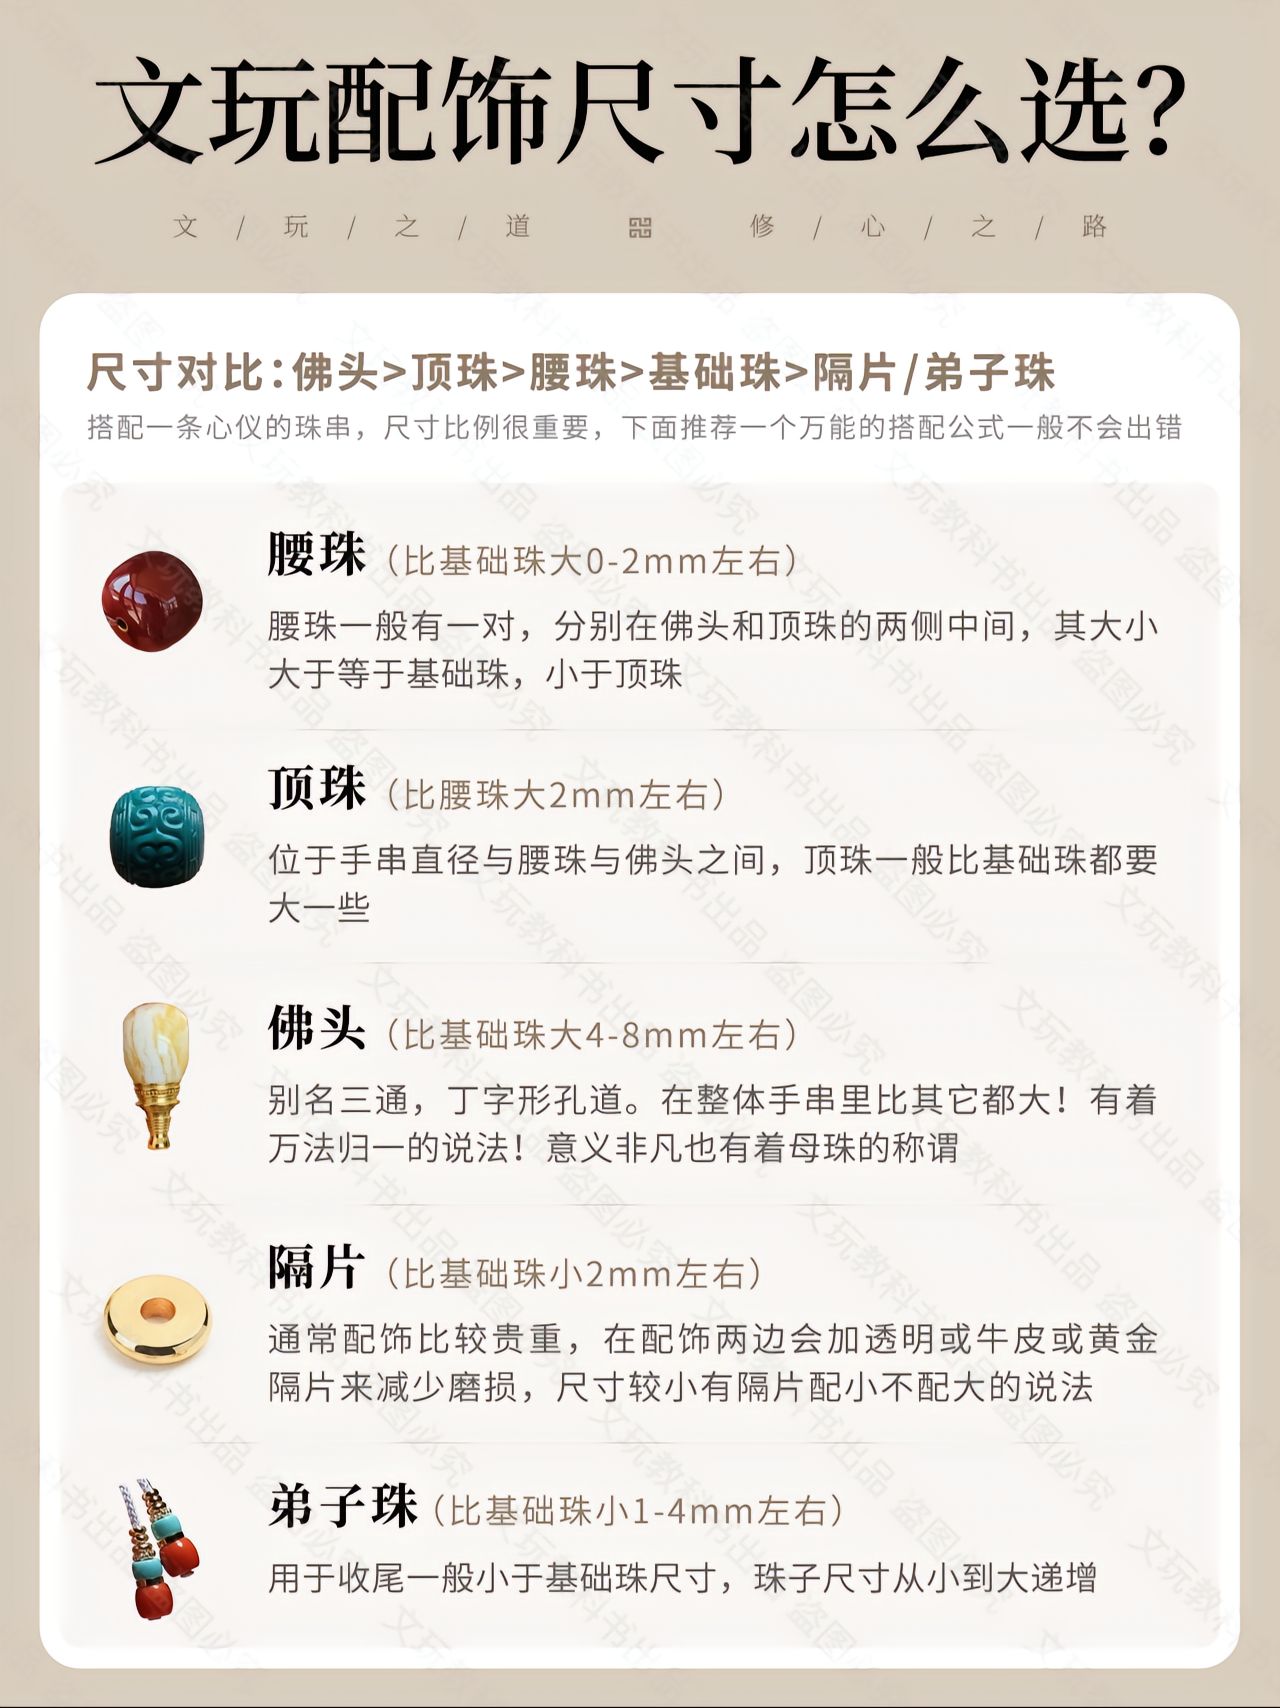 文玩配饰尺寸怎么选?
文/玩/之/道 修/心/之/路
尺寸对比:佛头>顶珠>腰珠>基础珠>隔片/弟子珠
搭配一条心仪的珠串，尺寸比例很重要，下面推荐一个万能的搭配公式一般不会出错
腰珠（比基础珠大0-2mm左右）
腰珠一般有一对，分别在佛头和顶珠的两侧中间，其大小
大于等于基础珠，小于顶珠
顶珠（比腰珠大2mm左右）
位于手串直径与腰珠与佛头之间，顶珠一般比基础珠都要
大一些
佛头（比基础珠大4-8mm左右）
别名三通，丁字形孔道。在整体手串里比其它都大！有着
万法归一的说法！意义非凡也有着母珠的称谓
隔片（比基础珠小2mm左右）
通常配饰比较贵重，在配饰两边会加透明或牛皮或黄金
隔片来减少磨损，尺寸较小有隔片配小不配大的说法
弟子珠（比基础珠小1-4mm左右）
用于收尾一般小于基础珠尺寸，珠子尺寸从小到大递增
文玩教科书出品 盗图必究